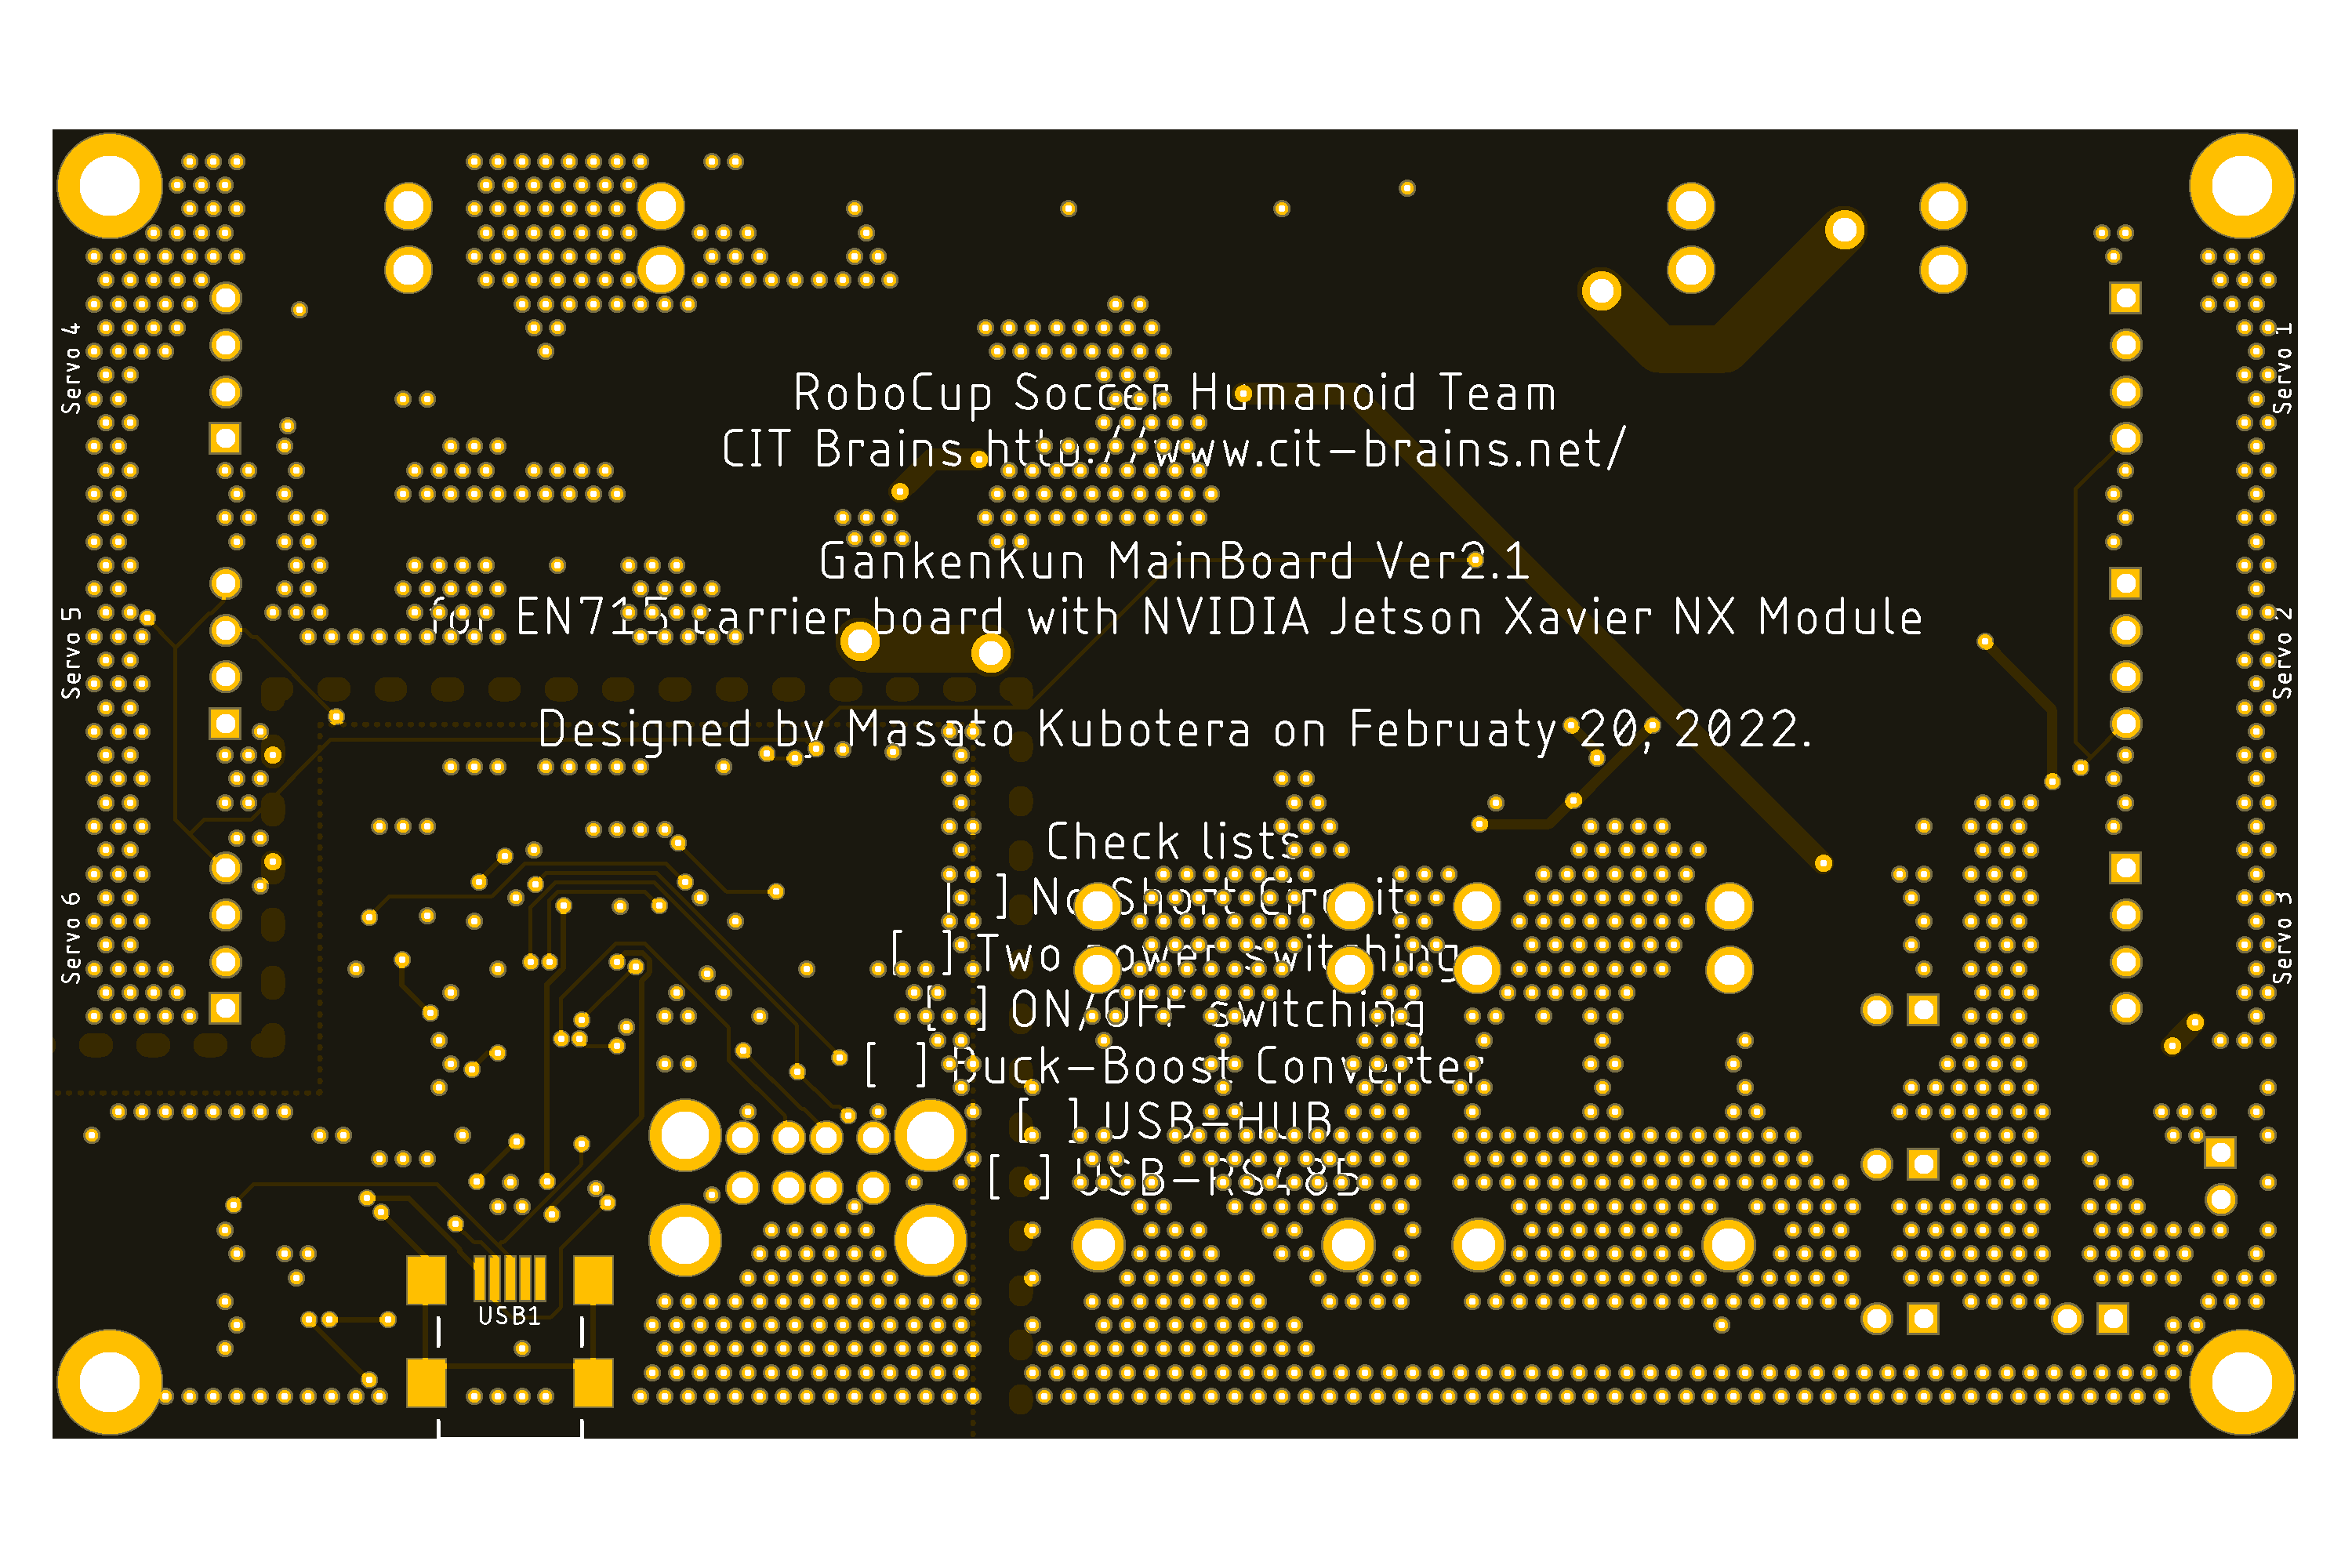 RoboCup Soccer Humanoid Team
CIT Brains http://www.cit-brains.net/
GankenKun MainBoard Ver2.1
for EN715 carrier board with NVIDIA Jetson Xavier NX Module
Designed by Masato Kubotera on Februaty 20, 2022.
Check lists
[ ] No Short Circuit
[ ] Two power switching
[ ] ON/OFF switching
[ ] Buck-Boost Converter
[ ] USB-HUB
[ ] USB-RS485
Servo 4
Servo 5
Servo 6
Servo 1
Servo 2
Servo 3
USB1